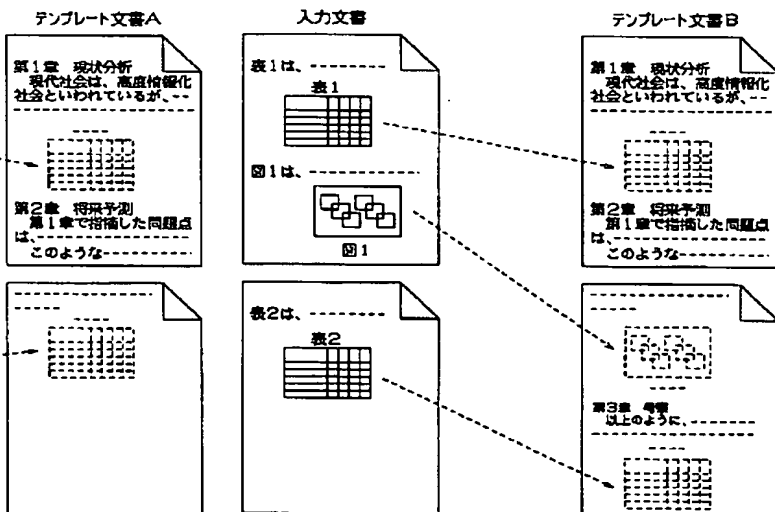 テンプレート文書A
第1章 現状分析
現代社会は、高度情報化
社会といわれているが、
第2章 将来予測
第1章で指摘した問題点
は、
このような
入力文書
表1は、
表1
図1は、
図1
表2は、
表2
テンプレート文書B
第1章 現状分析
現代社会は、高度情報化
社会といわれているが、
第2章 将来予測
第1章で指摘した問題点
は、
このような
第3章 考察
以上のように、